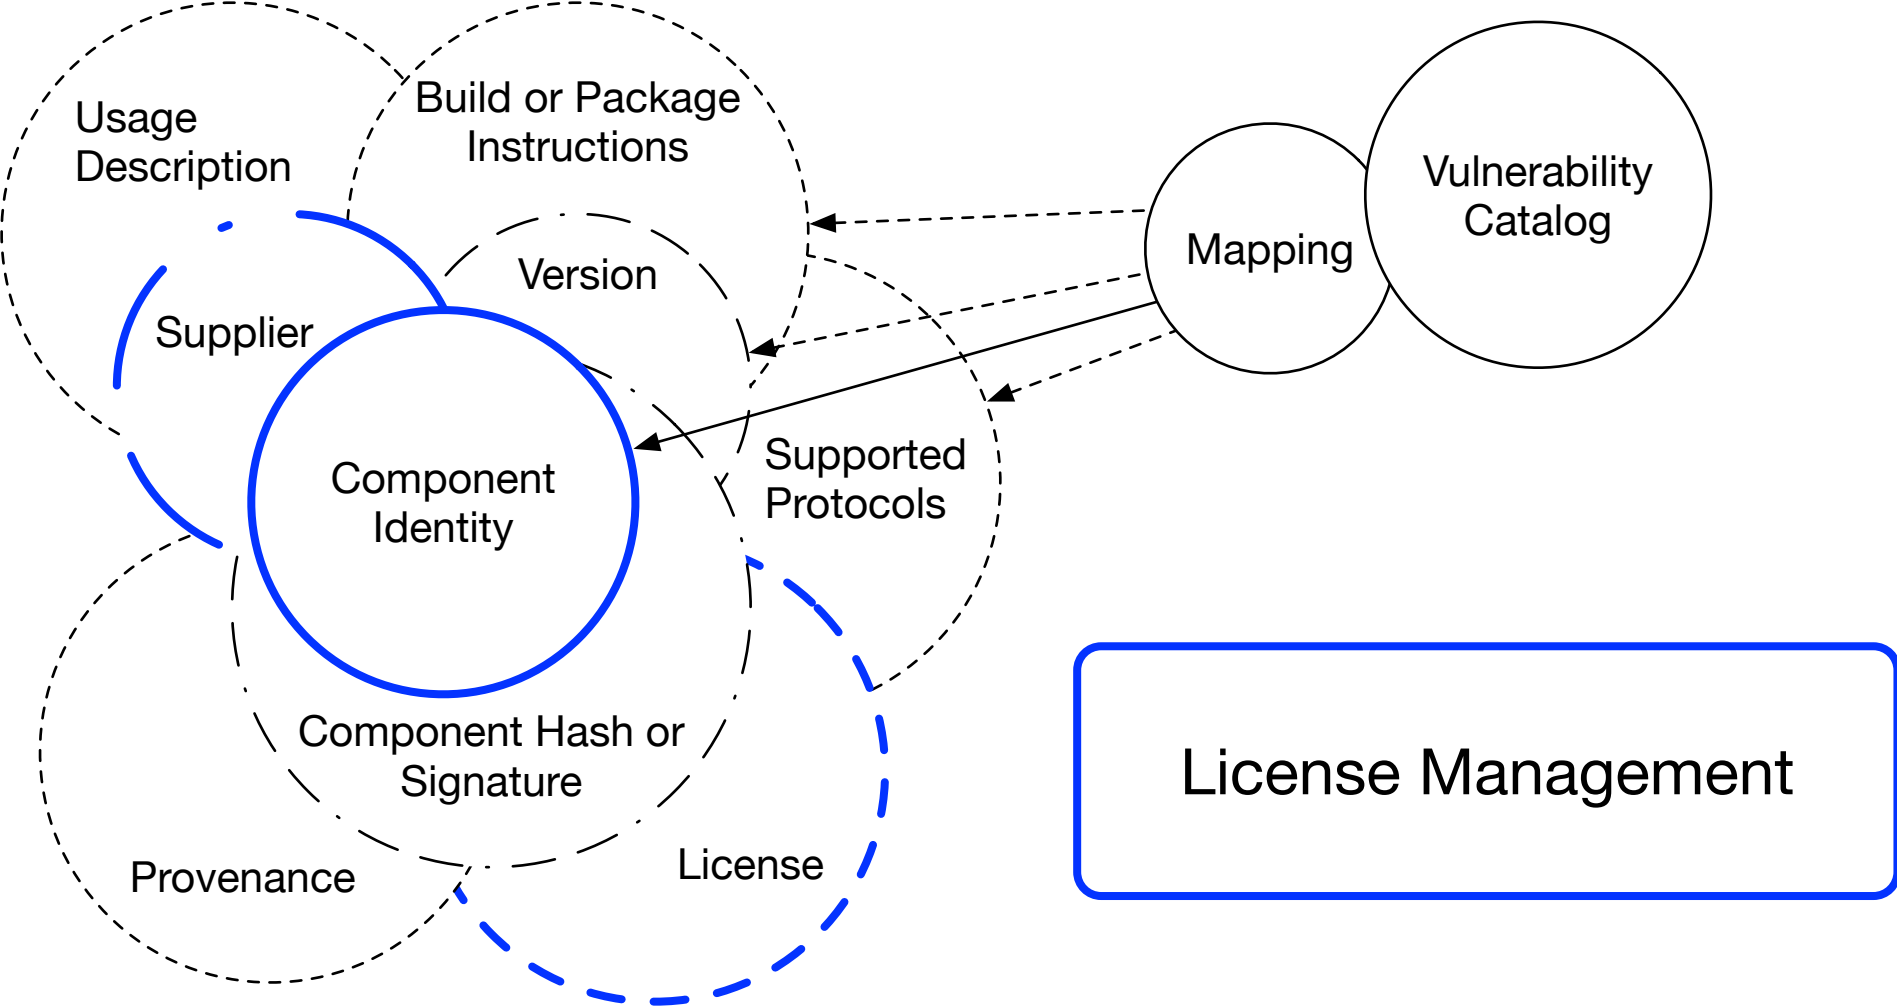 Usage
Description
Build or Package
Instructions
Vulnerability
Catalog
Mapping
Version
Supplier
Component
Identity
Supported
Protocols
Component Hash or
Signature
License Management
License
Provenance